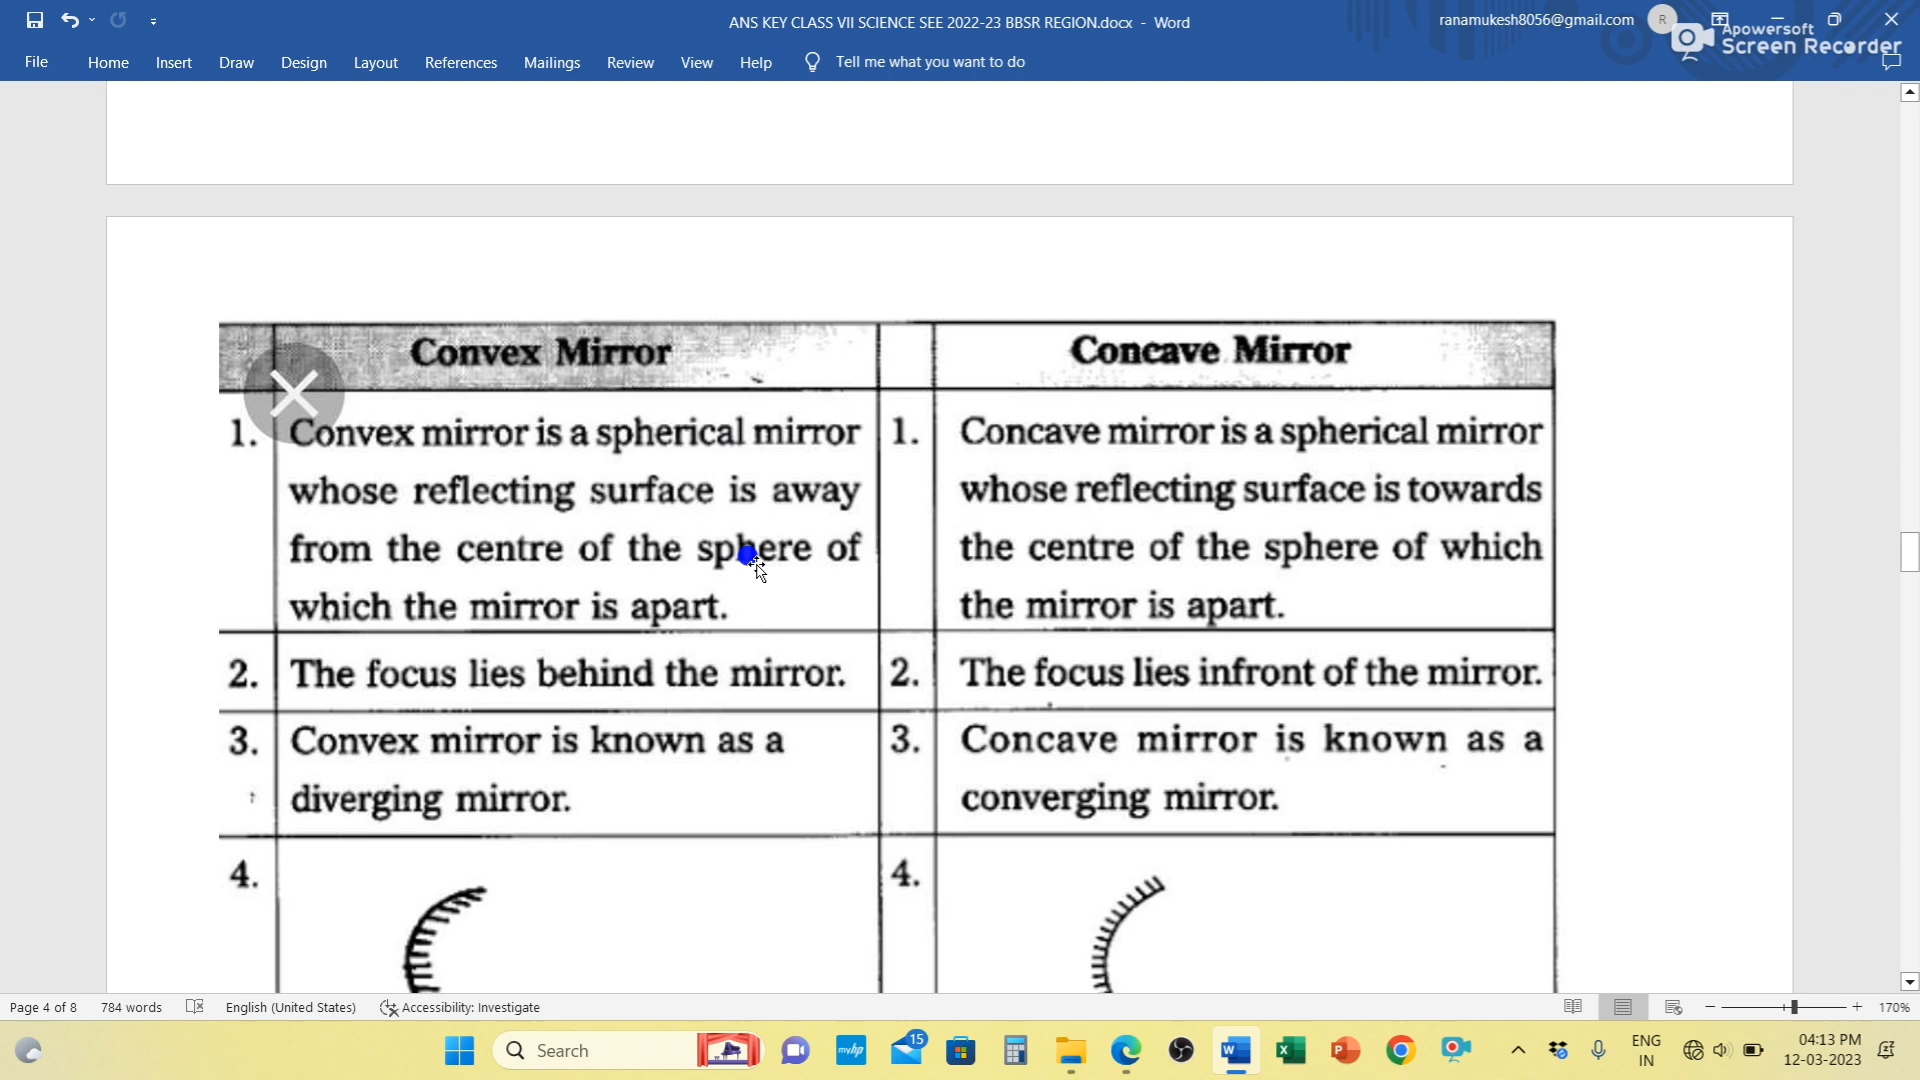 ANS KEY CLASS VII SCIENCE SEE 2022-23 BBSR REGION.docx - Word
ranamukesh8056@gmail.com
R
Apowersoft
Screen Recorder
File Home Insert Draw Design Layout References Mailings Review View Help Tell me what you want to do
Convex Mirror
Concave Mirror
1. Convex mirror is a spherical mirror
whose reflecting surface is away
from the centre of the sphere of
which the mirror is apart.
1. Concave mirror is a spherical mirror
whose reflecting surface is towards
the centre of the sphere of which
the mirror is apart.
2. The focus lies behind the mirror.
2. The focus lies infront of the mirror.
3. Convex mirror is known as a
diverging mirror.
3. Concave mirror is known as a
converging mirror.
4.
4.
Page 4 of 8 784 words English (United States) Accessibility: Investigate
170%
Search
myhp
15
W
X
P
ENG
IN
04:13 PM
12-03-2023